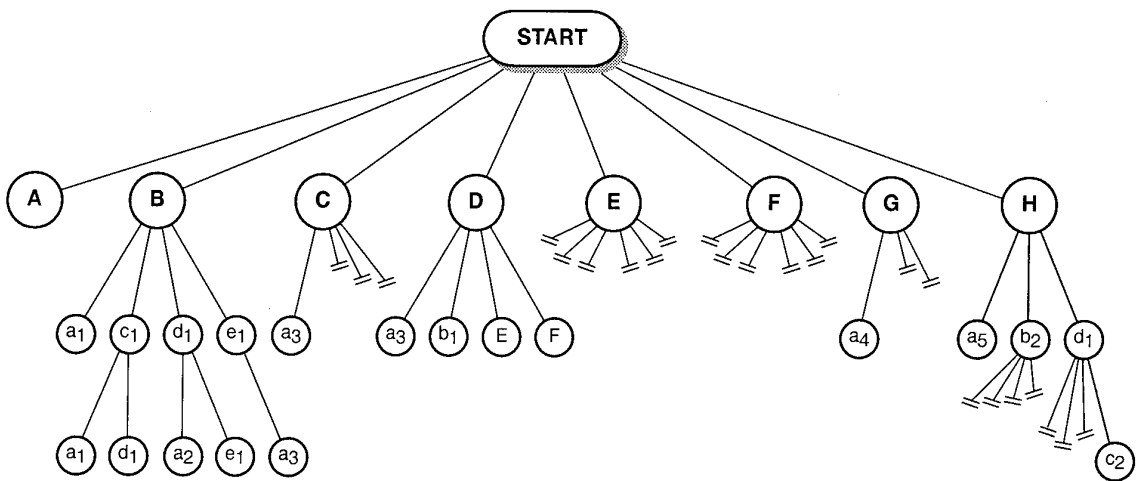 START
A B C D E F G H
a1 c1 d1 e1 a3 a3 b1 E F a4 a5 b2 d1
a1 d1 a2 e1 a3 c2